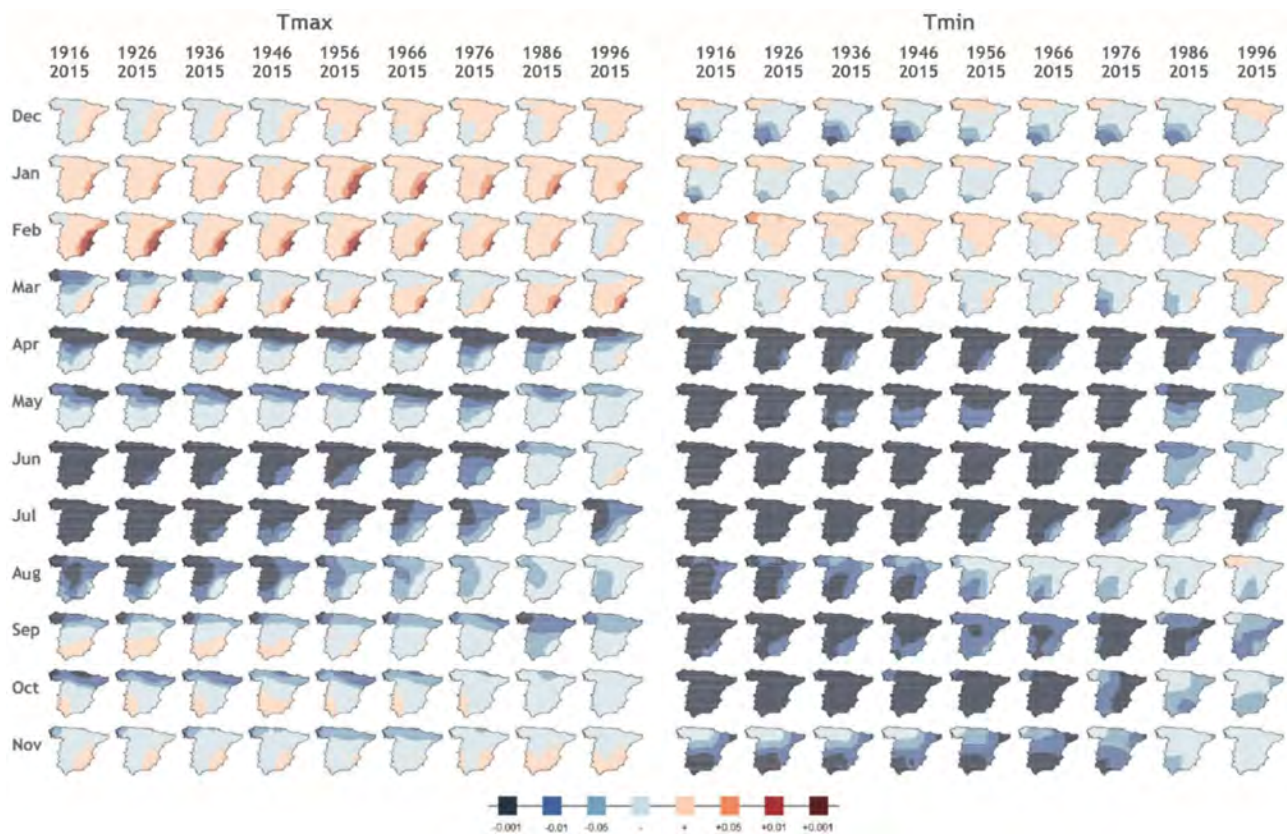 Tmax Tmin
1916 1926 1936 1946 1956 1966 1976 1986 1996 1916 1926 1936 1946 1956 1966 1976 1986 1996
2015 2015 2015 2015 2015 2015 2015 2015 2015 2015 2015 2015 2015 2015 2015 2015 2015 2015
Dec
Jan
Feb
Mar
Apr
May
Jun
Jul
Aug
Sep
Oct
Nov
-0.001 -0.01 -0.05 - + +0.05 +0.01 +0.001